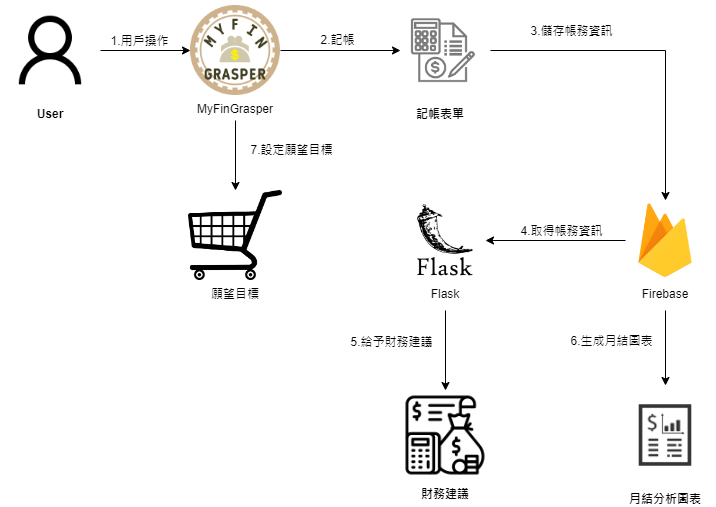 1.用戶操作
MYFIN
GRASPER
2.記帳
3.儲存帳務資訊
User
MyFinGrasper
記帳表單
7.設定願望目標
4.取得帳務資訊
Flask
願望目標
Flask
Firebase
5.給予財務建議
6.生成月結圖表
財務建議
月結分析圖表